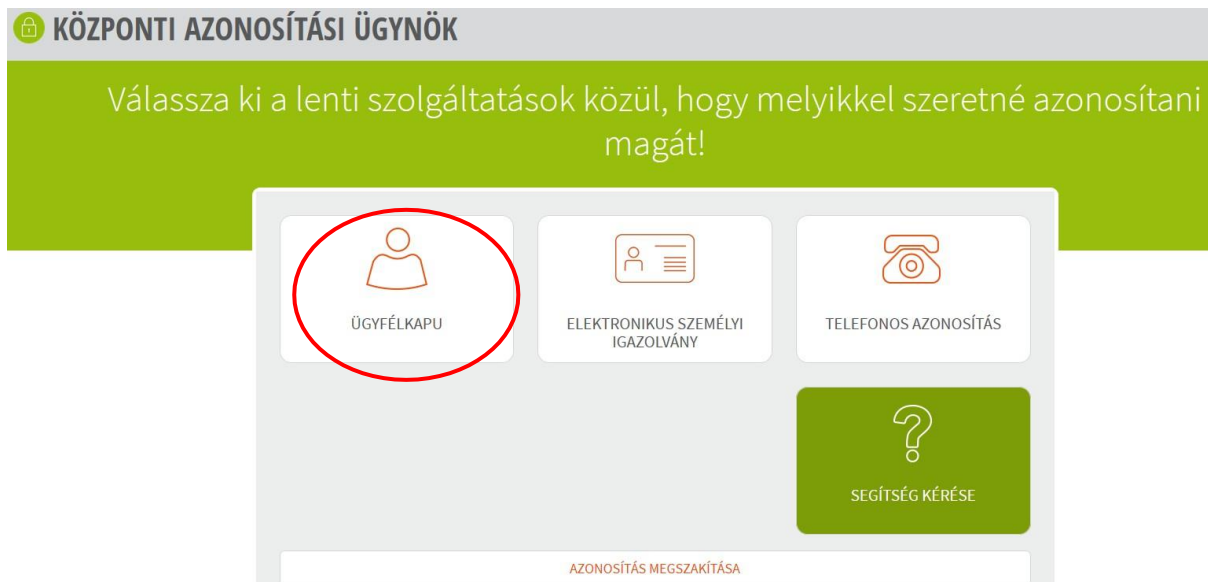 KÖZPONTI AZONOSÍTÁSI ÜGYNÖK
Válassza ki a lenti szolgáltatások közül, hogy melyikkel szeretné azonosítani
magát!
ÜGYFÉLKAPU
ELEKTRONIKUS SZEMÉLYI
IGAZOLVÁNY
TELEFONOS AZONOSÍTÁS
SEGÍTSÉG KÉRÉSE
AZONOSÍTÁS MEGSZAKÍTÁSA